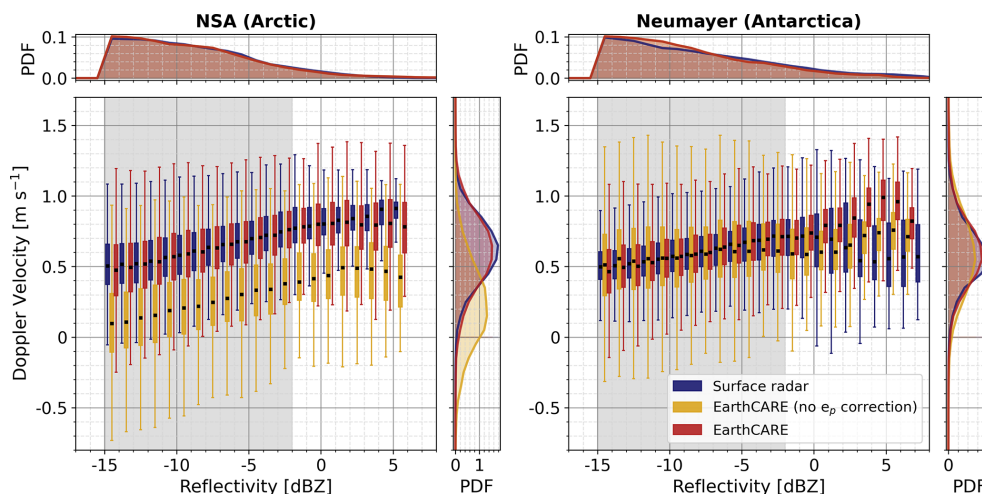 NSA (Arctic)
Neumayer (Antarctica)
PDF
0.1
0.0
PDF
0.1
0.0
Doppler Velocity [m s⁻¹]
1.5
1.0
0.5
0
-0.5
1.5
1.0
0.5
0
-0.5
Surface radar
EarthCARE (no eₚ correction)
EarthCARE
-15 -10 -5 0 5
0 1
-15 -10 -5 0 5
0 1
Reflectivity [dBZ]
PDF
Reflectivity [dBZ]
PDF